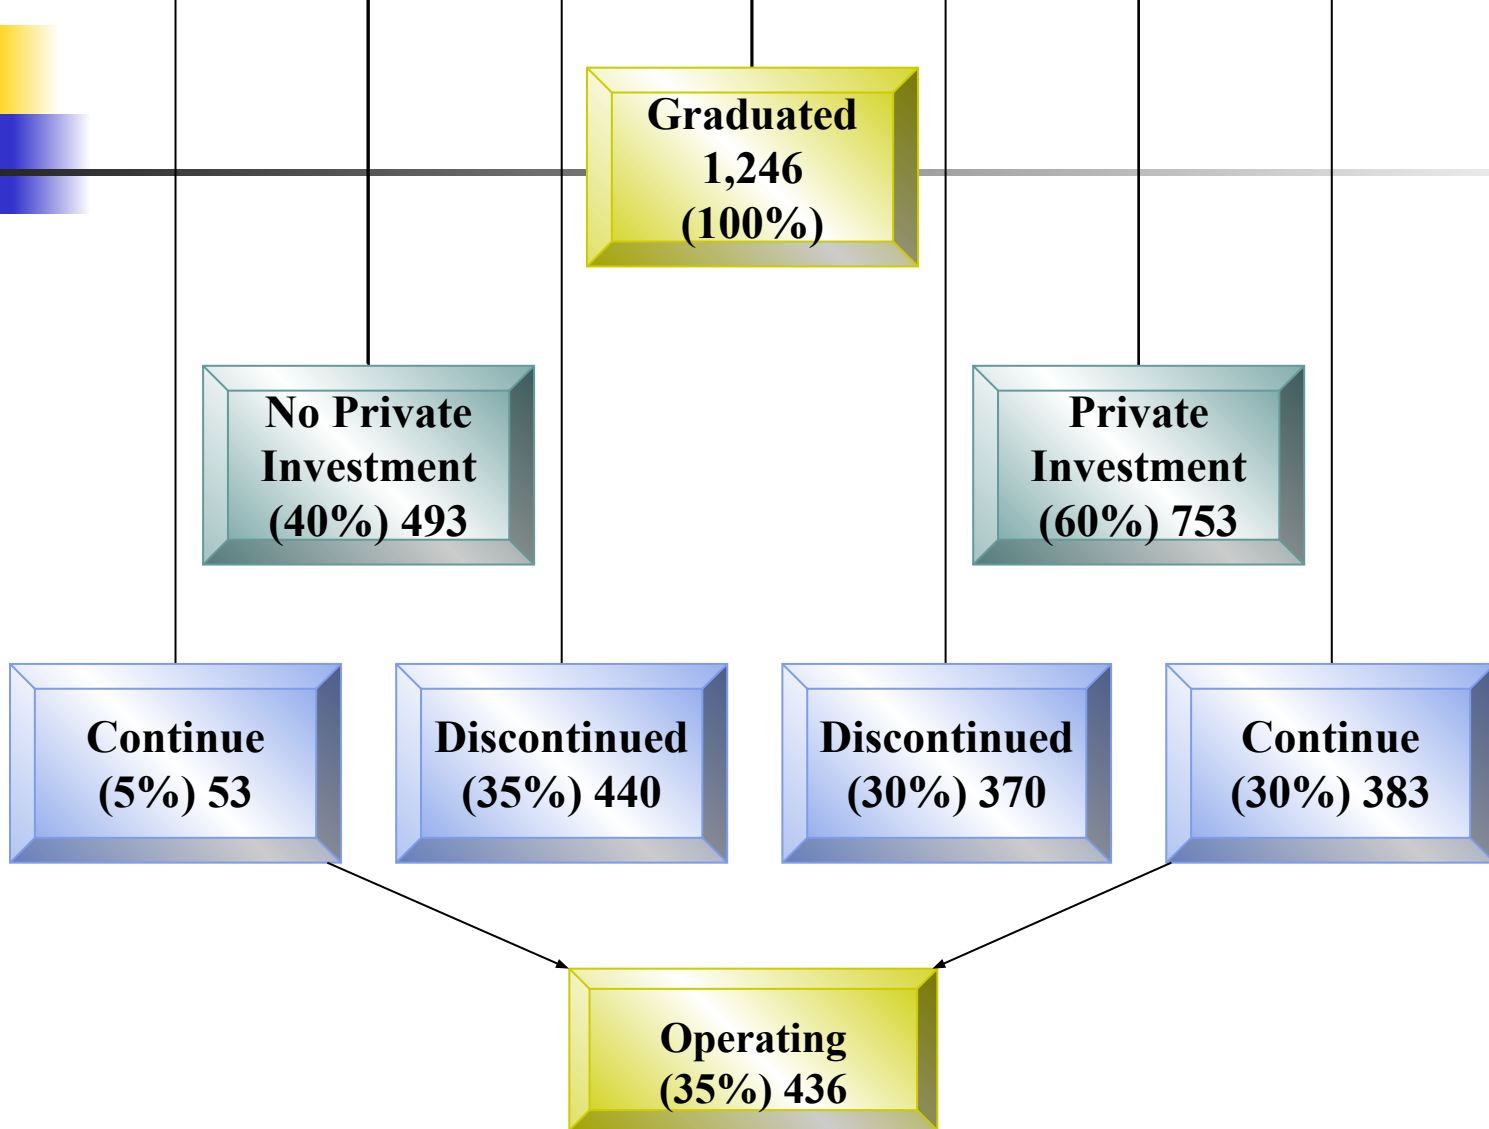 Graduated
1,246
(100%)
No Private
Investment
(40%) 493
Private
Investment
(60%) 753
Continue
(5%) 53
Discontinued
(35%) 440
Discontinued
(30%) 370
Continue
(30%) 383
Operating
(35%) 436